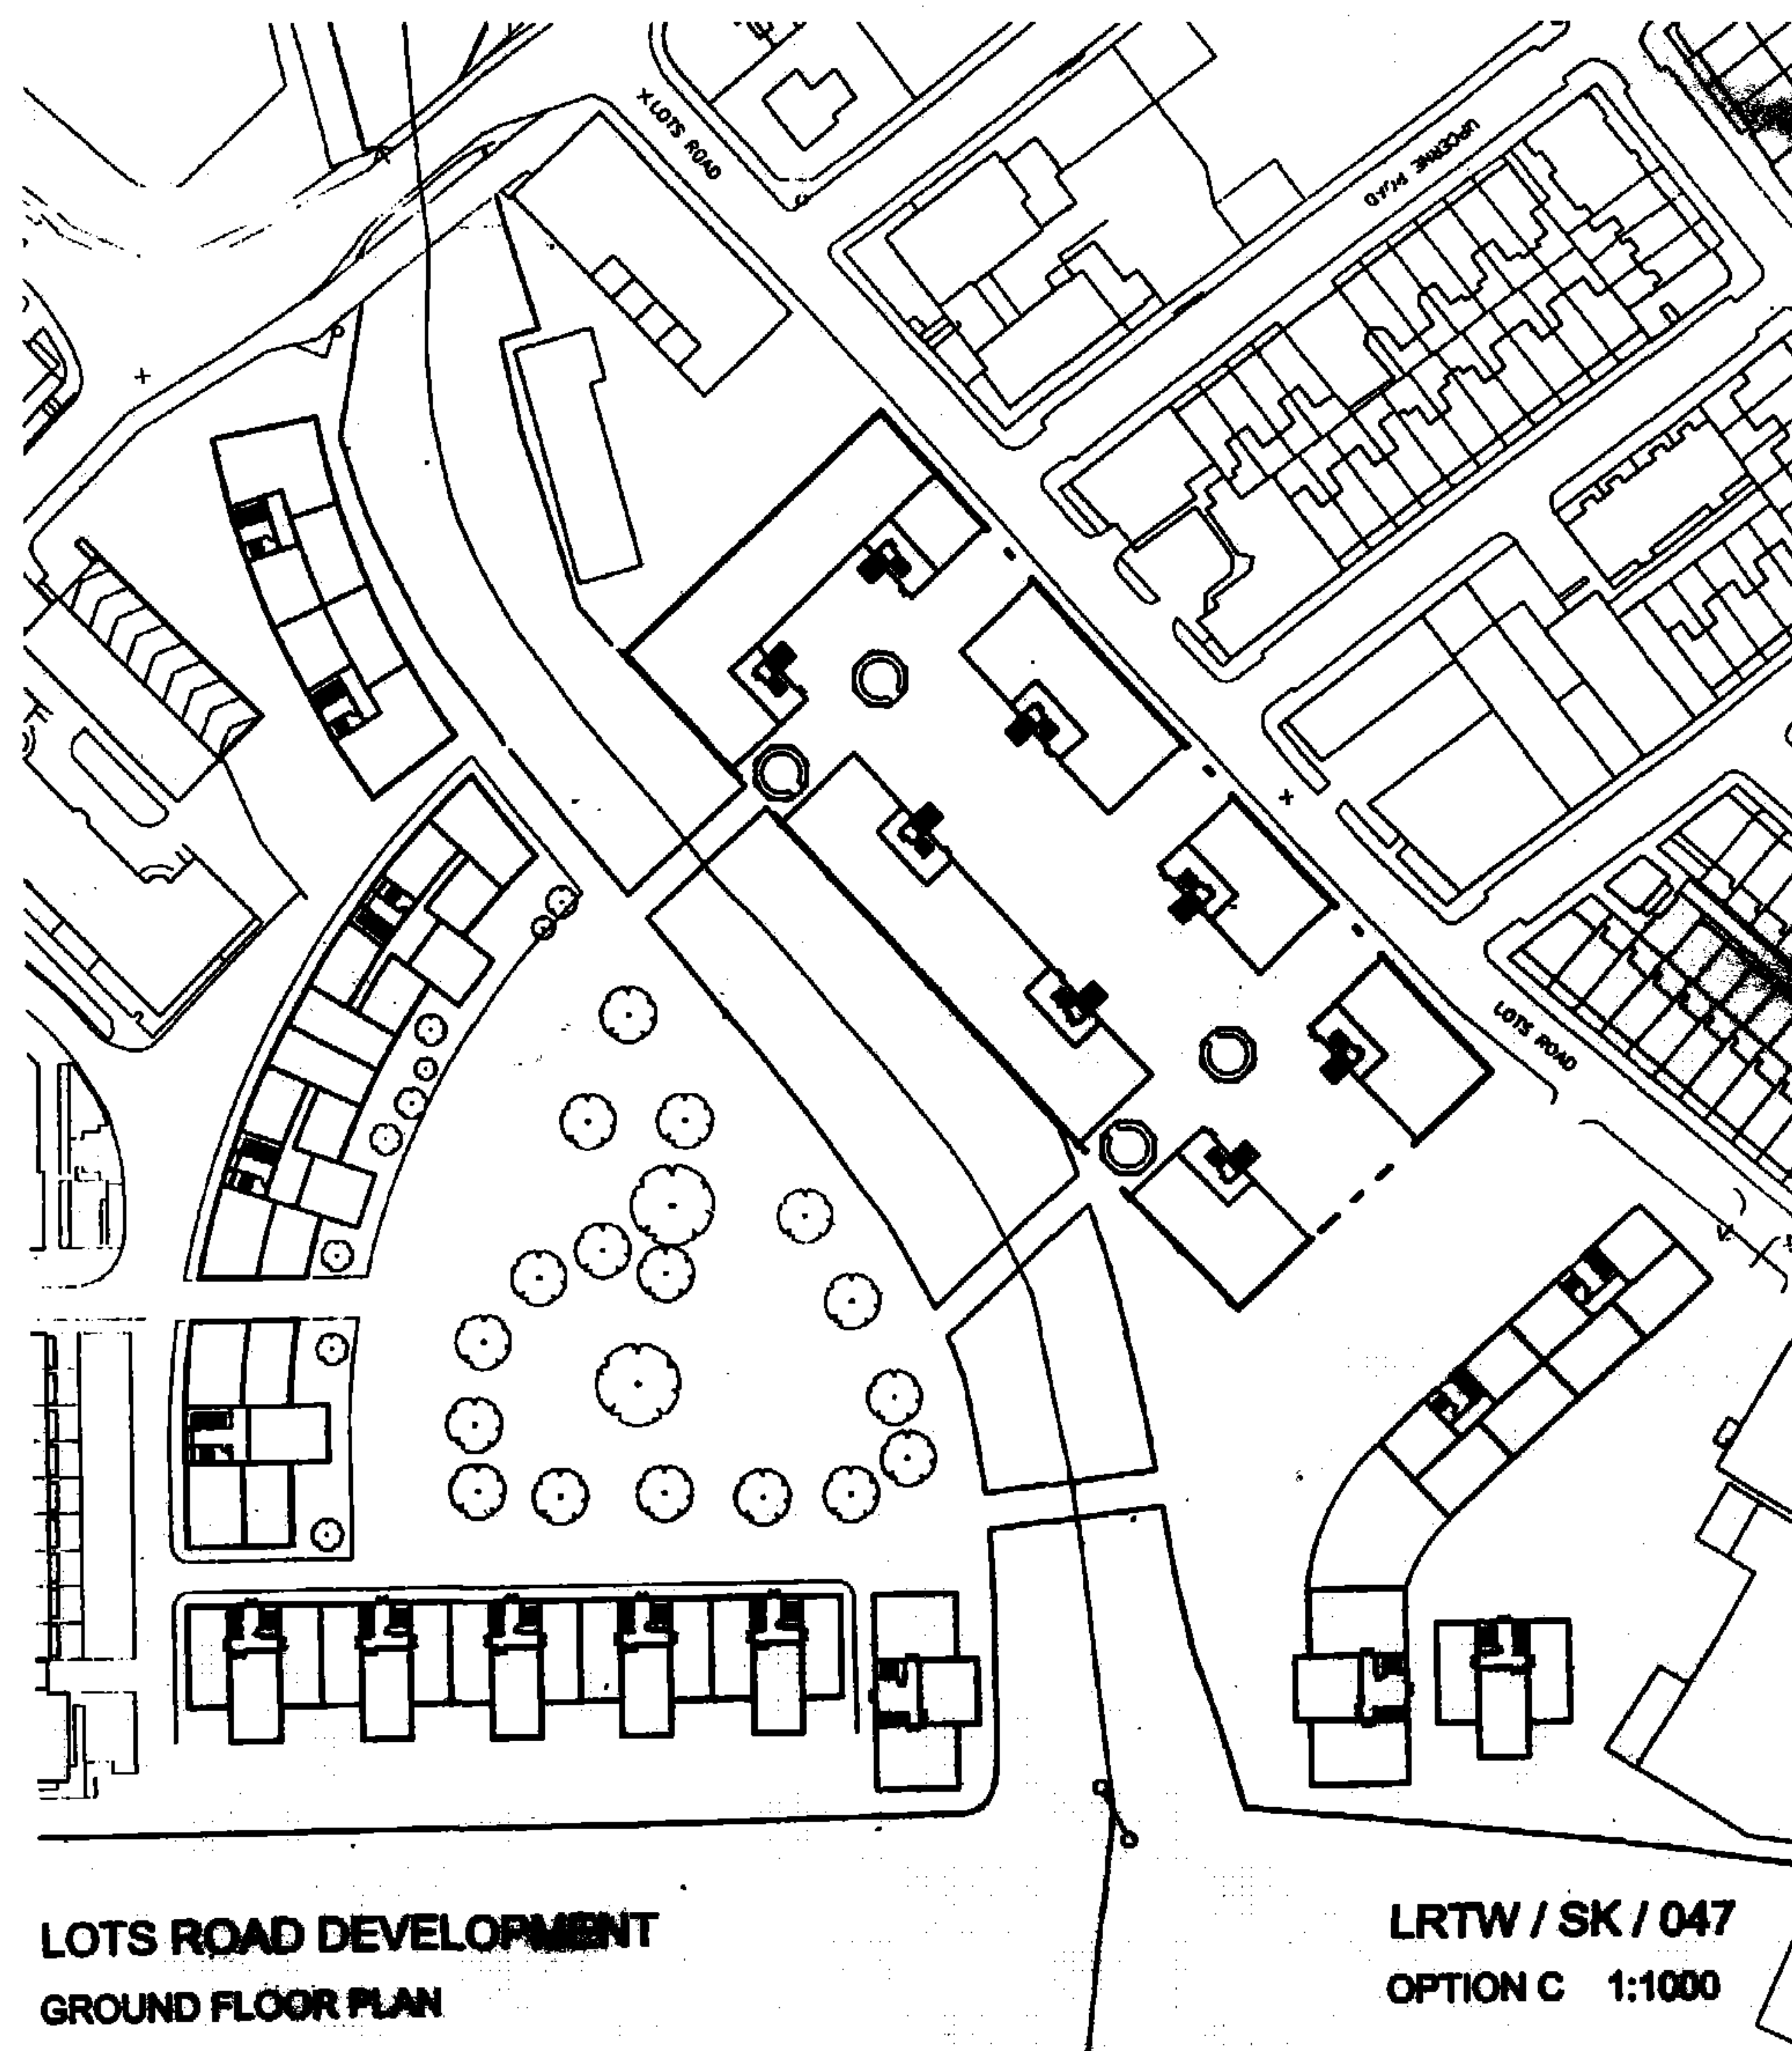 LOTS ROAD
UPCERNE ROAD
LOTS ROAD
LOTS ROAD DEVELOPMENT
GROUND FLOOR PLAN
LRTW / SK / 047
OPTION C 1:1000